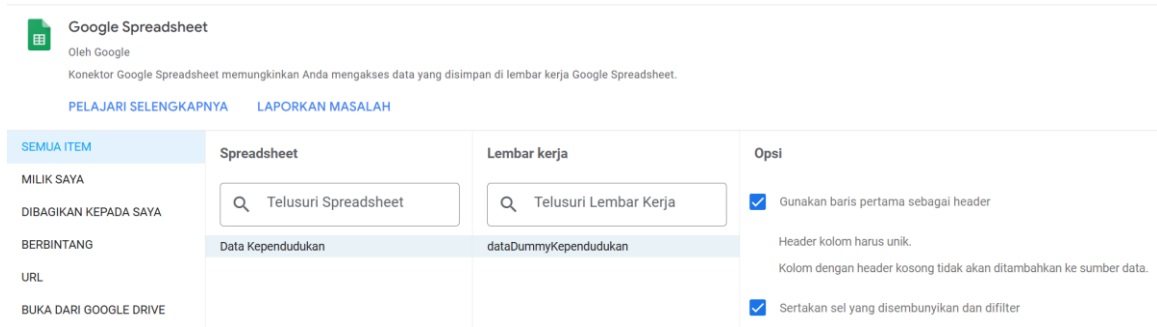 Google Spreadsheet
Oleh Google
Konektor Google Spreadsheet memungkinkan Anda mengakses data yang disimpan di lembar kerja Google Spreadsheet.
PELAJARI SELENGKAPNYA LAPORKAN MASALAH
SEMUA ITEM
MILIK SAYA
DIBAGIKAN KEPADA SAYA
BERBINTANG
URL
BUKA DARI GOOGLE DRIVE
Spreadsheet
Telusuri Spreadsheet
Data Kependudukan
Lembar kerja
Telusuri Lembar Kerja
dataDummyKependudukan
Opsi
Gunakan baris pertama sebagai header
Header kolom harus unik.
Kolom dengan header kosong tidak akan ditambahkan ke sumber data.
Sertakan sel yang disembunyikan dan difilter